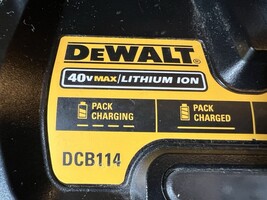 DEWALT®
40V MAX LITHIUM ION
PACK CHARGING
PACK CHARGED
DCB114